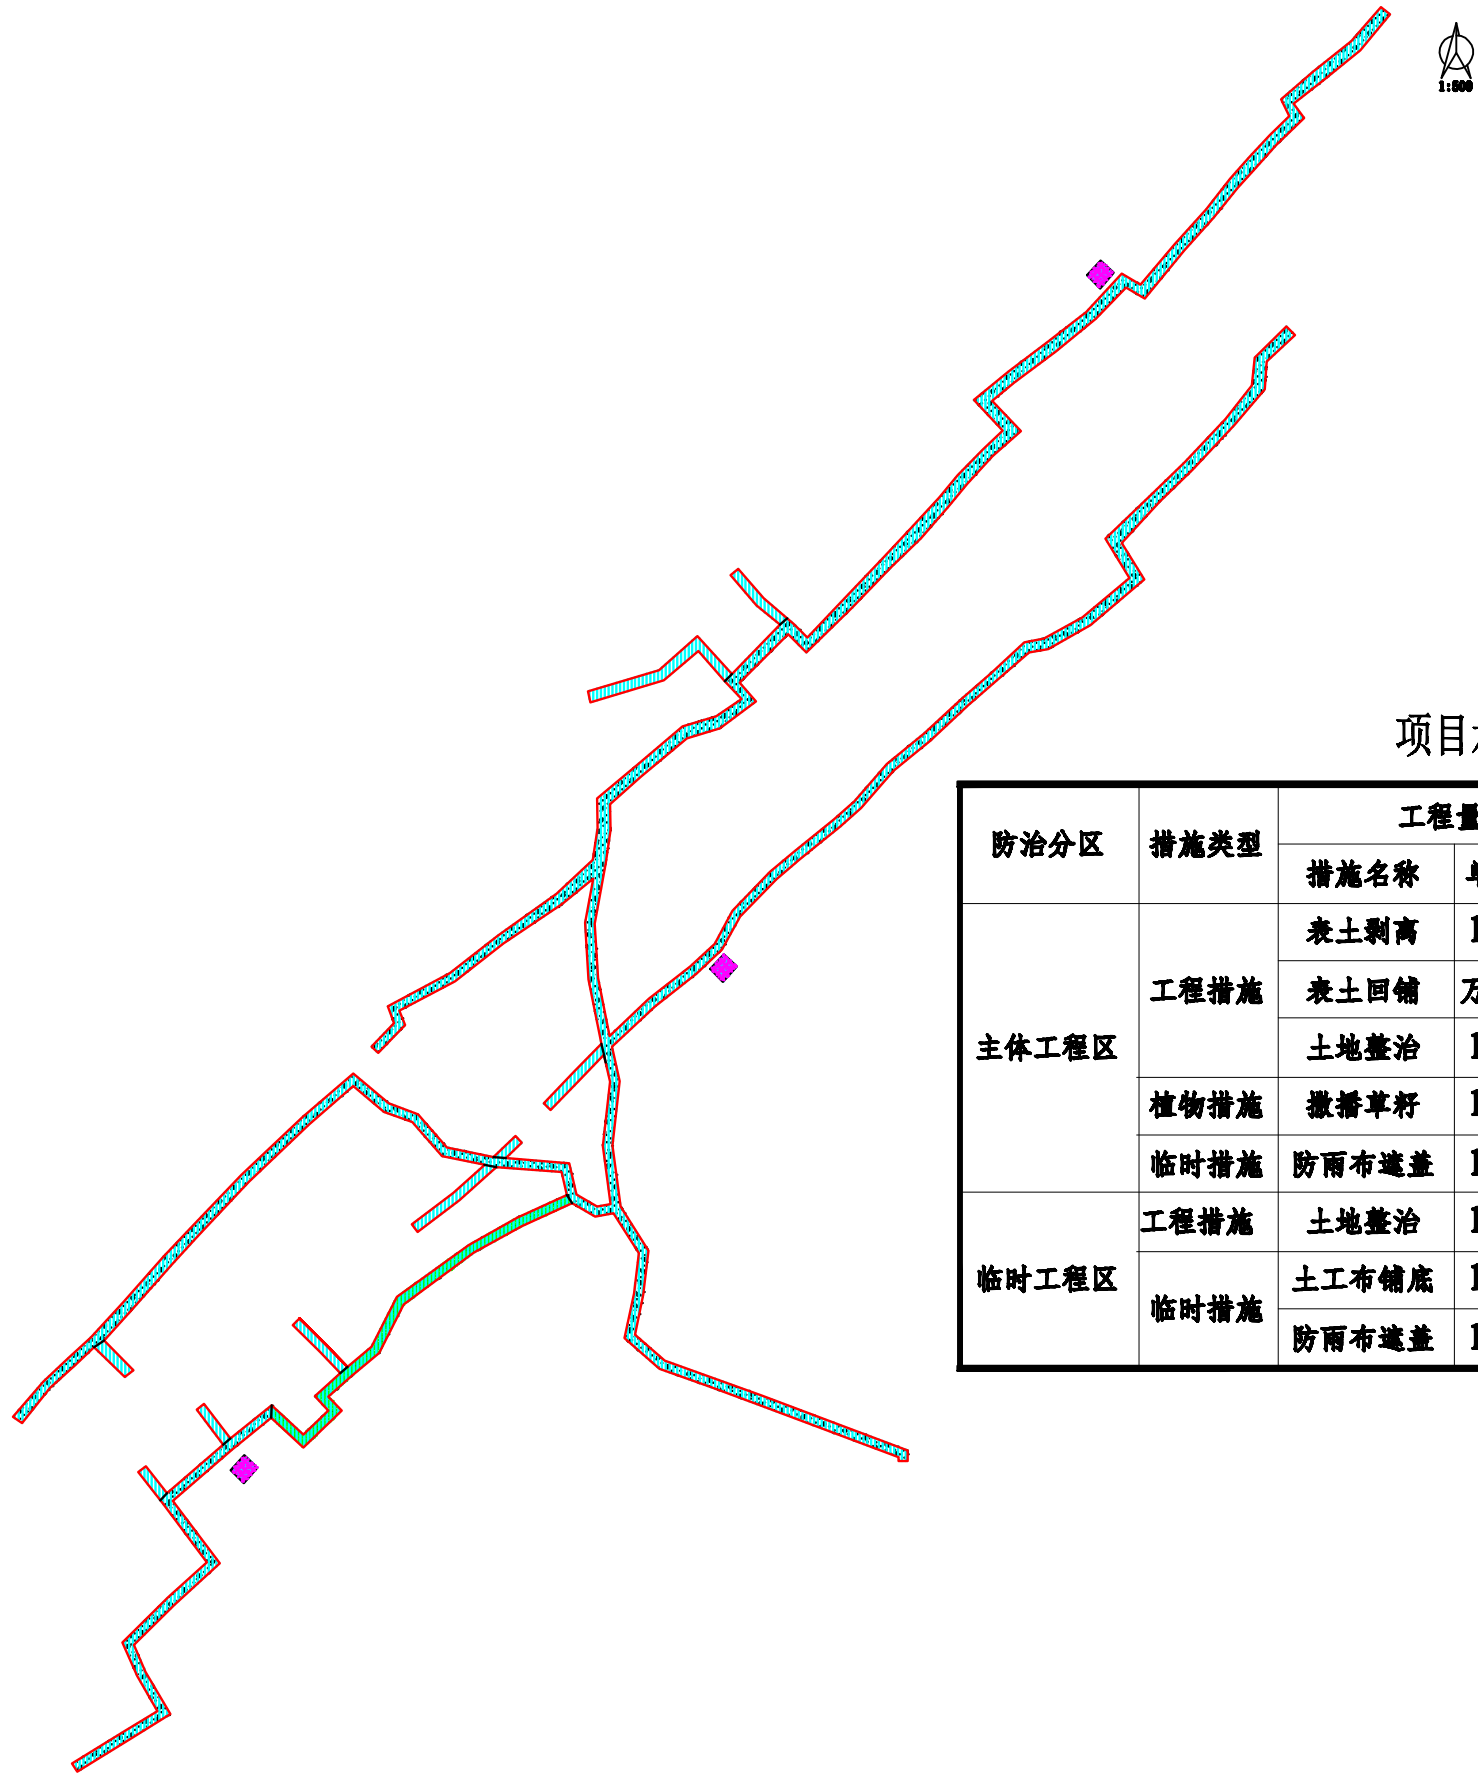 1:500
项目水
防治分区 措施类型 工程量
措施名称
表土剥离
工程措施 表土回铺 万
主体工程区 土地整治
植物措施 撒播草籽
临时措施 防雨布遮盖
工程措施 土地整治
临时工程区 土工布铺底
临时措施
防雨布遮盖